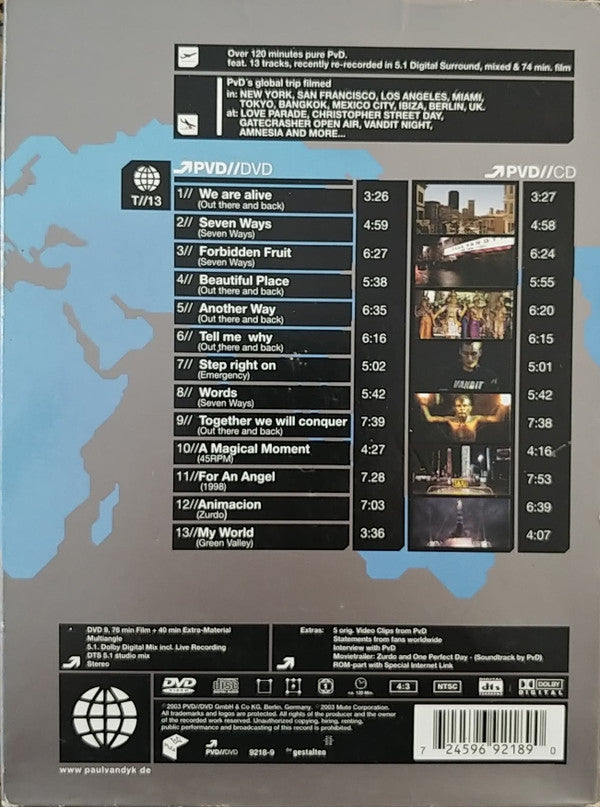 Over 120 minutes pure PvD.
feat. 13 tracks, recently re-recorded in 5.1 Digital Surround, mixed & 74 min. film
PvD's global trip filmed
in: NEW YORK, SAN FRANCISCO, LOS ANGELES, MIAMI,
TOKYO, BANGKOK, MEXICO CITY, IBIZA, BERLIN, UK.
at: LOVE PARADE, CHRISTOPHER STREET DAY,
GATECRASHER OPEN AIR, VANDIT NIGHT,
AMNESIA AND MORE...
T//13
PVD//DVD
PVD//CD
1// We are alive 3:26 3:27
(Out there and back)
2// Seven Ways 4:59 4:58
(Seven Ways)
3// Forbidden Fruit 6:27 6:24
(Seven Ways)
4// Beautiful Place 5:38 5:55
(Out there and back)
5// Another Way 6:35 6:20
(Out there and back)
6// Tell me why 6:16 6:15
(Out there and back)
7// Step right on 5:02 5:01
(Emergency)
VANDIT
8// Words 5:42 5:42
(Seven Ways)
9// Together we will conquer 7:39 7:38
(Out there and back)
10//A Magical Moment 4:27 4:16
(45RPM)
11//For An Angel 7.28 7:53
(1998)
TAXI
12//Animacion 7:03 6:39
(Zurdo)
13//My World 3:36 4:07
(Green Valley)
DVD 9, 76 min Film + 40 min Extra-Material
Multiangle
5.1. Dolby Digital Mix incl. Live Recording
DTS 5.1 studio mix
Stereo
Extras:
5 orig. Video Clips from PvD
Statements from fans worldwide
Interview with PvD
Movietrailer: Zurdo and One Perfect Day - (Soundtrack by PvD)
ROM-part with Special Internet Link
DVD VIDEO
ca. 120 Min.
4:3
NTSC
dts
DOLBY DIGITAL
©2003 PVD//DVD GmbH & Co KG, Berlin, Germany. ©2003 Mute Corporation.
All trademarks and logos are protected. All rights of the producer and the owner
of the recorded work reserved. Unauthorized copying, hiring, renting,
public performance and broadcasting of this record is prohibited.
PVD//DVD
9218-9
die gestalten
7 24596 92189 0
www.paulvandyk.de